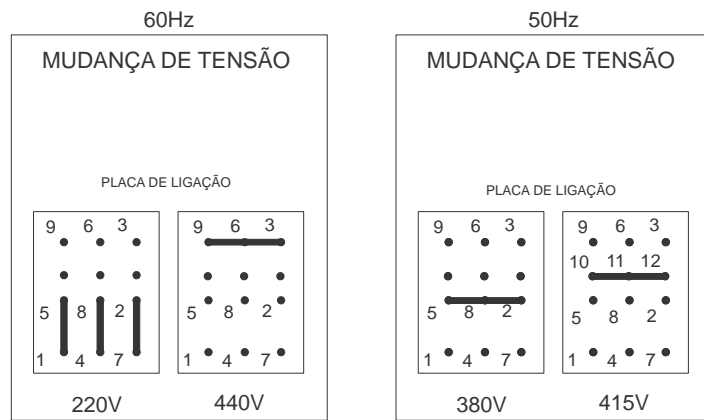 60Hz
MUDANÇA DE TENSÃO
PLACA DE LIGAÇÃO
9 6 3
5 8 2
1 4 7
220V
9 6 3
5 8 2
1 4 7
440V
50Hz
MUDANÇA DE TENSÃO
PLACA DE LIGAÇÃO
9 6 3
5 8 2
1 4 7
380V
9 6 3
10 11 12
5 8 2
1 4 7
415V